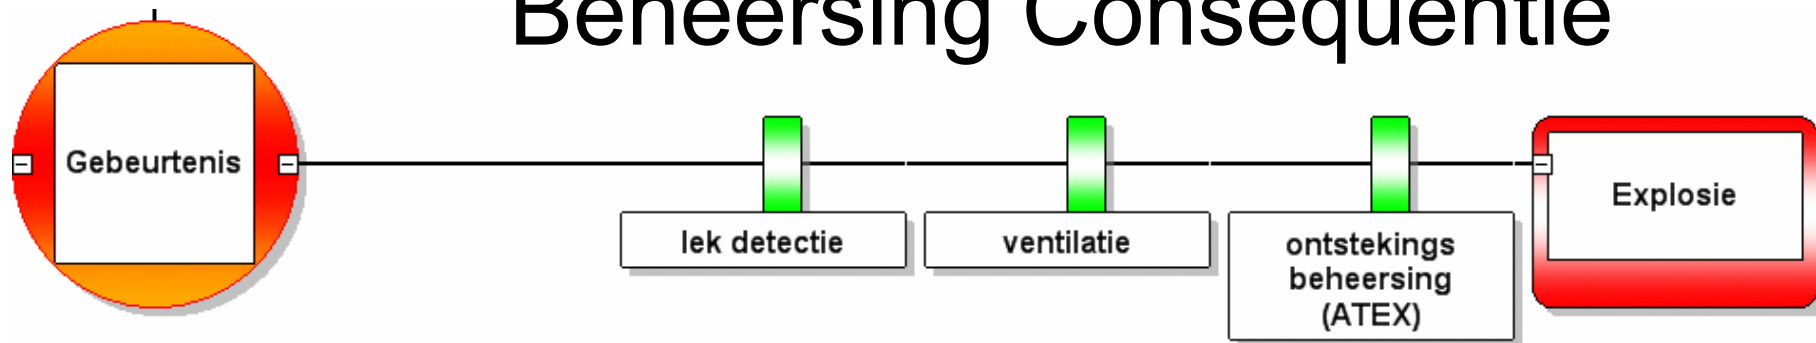 Beheersing Consequentie
Gebeurtenis
lek detectie
ventilatie
ontstekings
beheersing
(ATEX)
Explosie